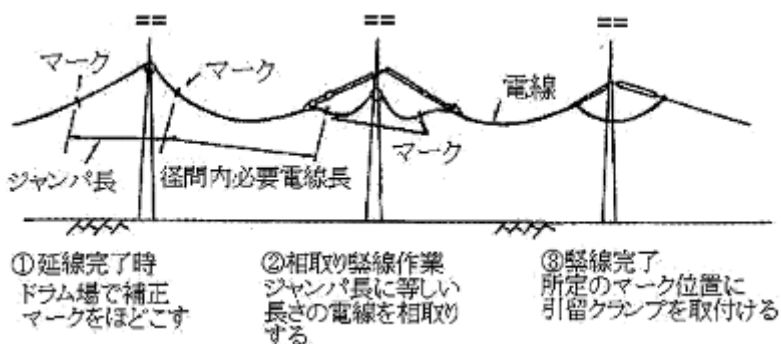 マーク
マーク
電線
マーク
ジャンパ長
径間内必要電線長
①延線完了時
ドラム場で補正
マークをほどこす
②相取り緊線作業
ジャンパ長に等しい
長さの電線を相取り
する
③緊線完了
所定のマーク位置に
引留クランプを取付ける